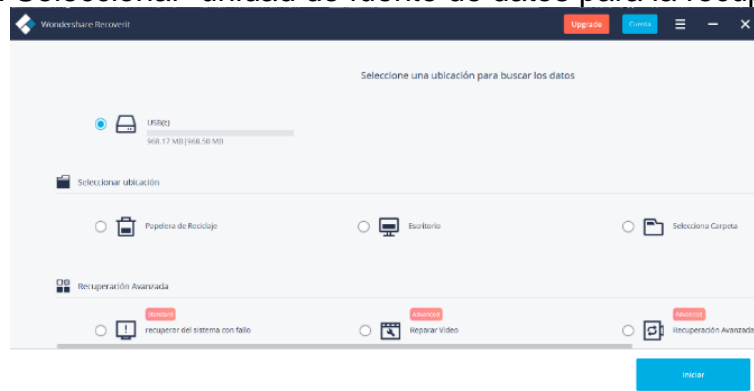 Seleccionar unidad de fuente de datos para la recup
Wondershare Recoverit
Upgrade
Cuenta
Seleccione una ubicación para buscar los datos
968.17 MB|968.50 MB
Seleccionar ubicación
Papelera de Reciclaje
Escritorio
Selecciona Carpeta
Recuperación Avanzada
Standard
Advanced
Advanced
recuperar del sistema con fallo
Reparar Video
Recuperación Avanzada
Iniciar